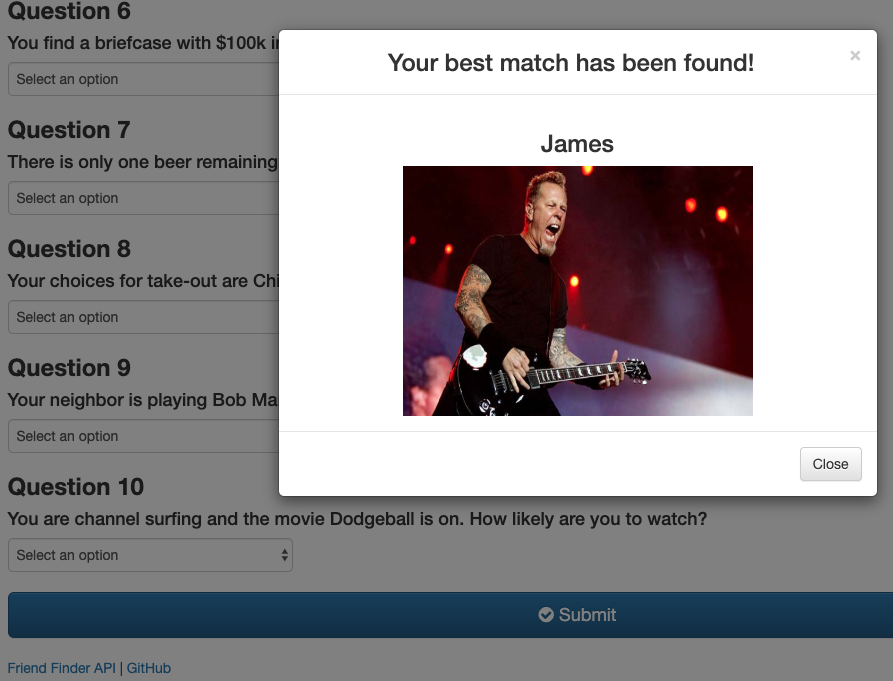 Question 6
You find a briefcase with $100k i
Select an option
Question 7
There is only one beer remaining
Select an option
Question 8
Your choices for take-out are Chi
Select an option
Question 9
Your neighbor is playing Bob Ma
Select an option
Question 10
You are channel surfing and the movie Dodgeball is on. How likely are you to watch?
Select an option
Submit
Friend Finder API | GitHub
Your best match has been found!
×
James
Close